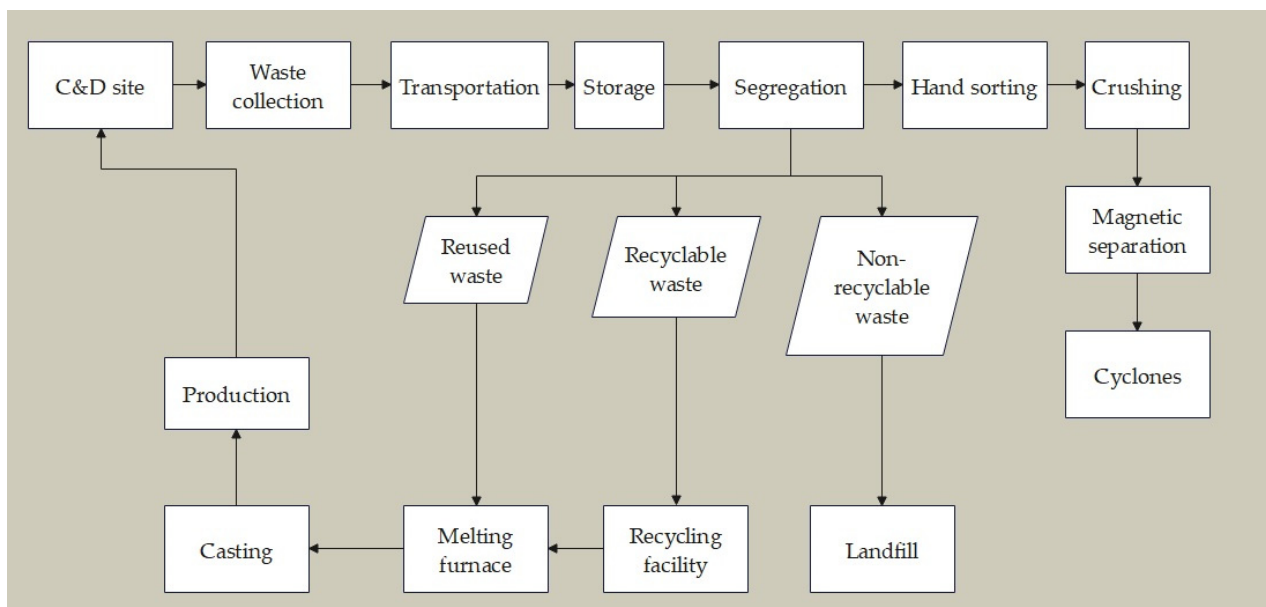 C&D site
Waste
collection
Transportation
Storage
Segregation
Hand sorting
Crushing
Reused
waste
Recyclable
waste
Non-
recyclable
waste
Magnetic
separation
Cyclones
Production
Casting
Melting
furnace
Recycling
facility
Landfill